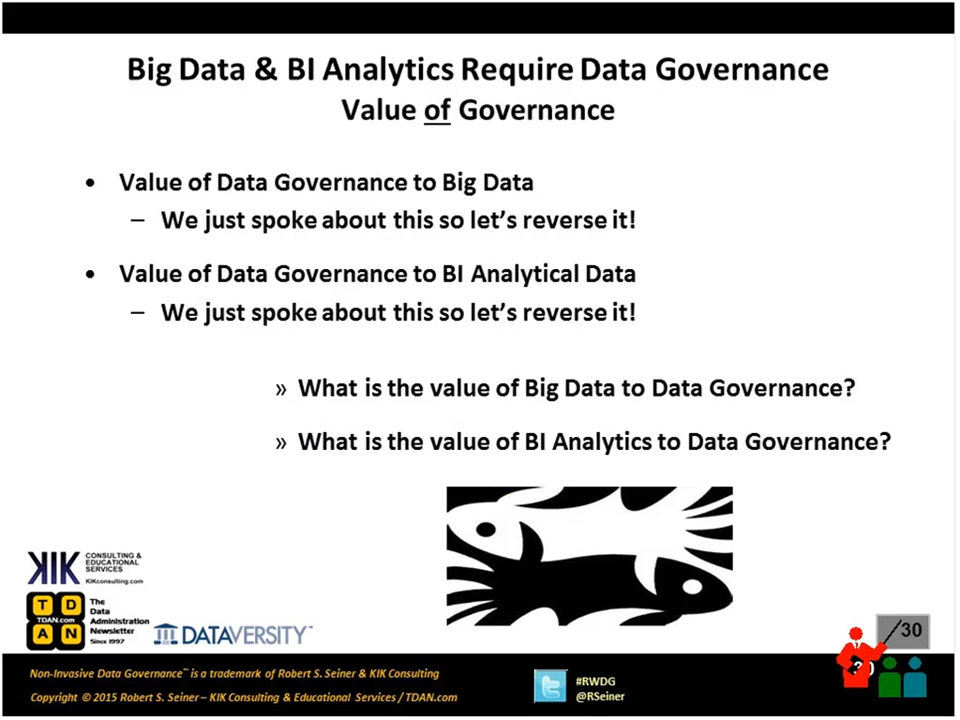 Big Data & BI Analytics Require Data Governance
Value of Governance
• Value of Data Governance to Big Data
– We just spoke about this so let's reverse it!
• Value of Data Governance to BI Analytical Data
– We just spoke about this so let's reverse it!
» What is the value of Big Data to Data Governance?
» What is the value of BI Analytics to Data Governance?
KIK
CONSULTING &
EDUCATIONAL
SERVICES
KIKconsulting.com
T D
TDAN.com
A N
The
Data
Administration
Newsletter
Since 1997
DATAVERSITY™
/30
30
Non-Invasive Data Governance™ is a trademark of Robert S. Seiner & KIK Consulting
Copyright © 2015 Robert S. Seiner – KIK Consulting & Educational Services / TDAN.com
#RWDG
@RSeiner